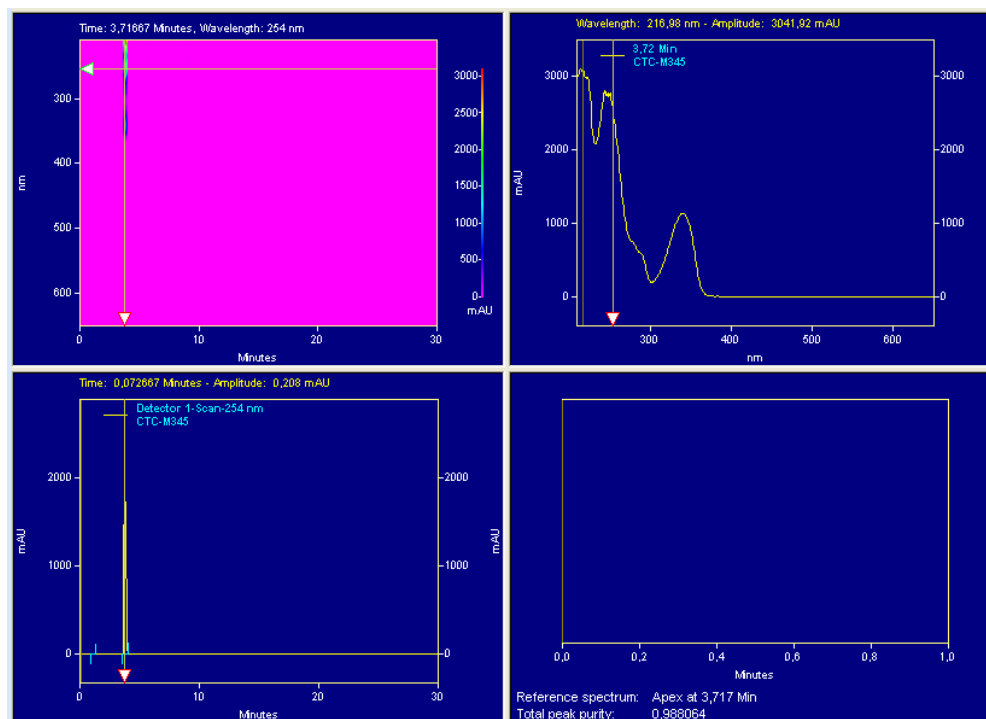 Time: 3,71667 Minutes, Wavelength: 254 nm
300
400
500
600
nm
0
10
20
30
Minutes
3000
2500
2000
1500
1000
500
0
mAU
Wavelength: 216,98 nm - Amplitude: 3041,92 mAU
3,72 Min
CTC-M345
3000
2000
1000
0
mAU
3000
2000
1000
0
mAU
300
400
500
600
nm
Time: 0,072667 Minutes - Amplitude: 0,208 mAU
Detector 1-Scan-254 nm
CTC-M345
2000
1000
0
mAU
2000
1000
0
mAU
0
10
20
30
Minutes
0,0
0,2
0,4
0,6
0,8
1,0
Minutes
Reference spectrum: Apex at 3,717 Min
Total peak purity: 0,988064